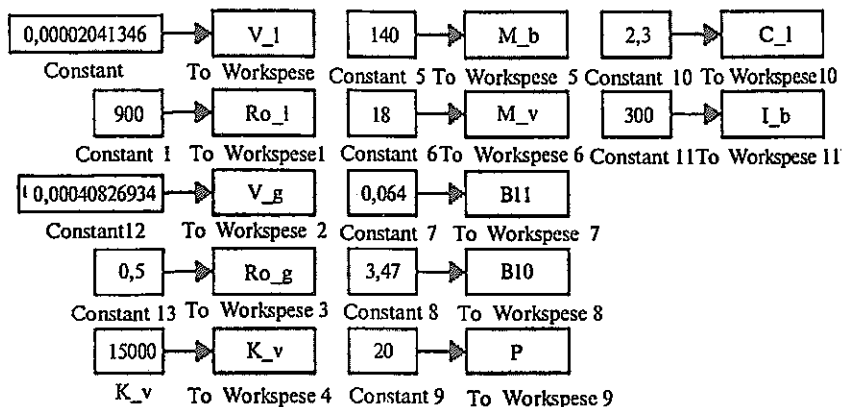 0,00002041346 V_l 140 M_b 2,3 C_l
Constant To Workspese Constant 5 To Workspese 5 Constant 10 To Workspese10
900 Ro_l 18 M_v 300 I_b
Constant 1 To Workspese1 Constant 6To Workspese 6 Constant 11To Workspese 11
0,00040826934 V_g 0,064 B11
Constant12 To Workspese 2 Constant 7 To Workspese 7
0,5 Ro_g 3,47 B10
Constant 13 To Workspese 3 Constant 8 To Workspese 8
15000 K_v 20 P
K_v To Workspese 4 Constant 9 To Workspese 9